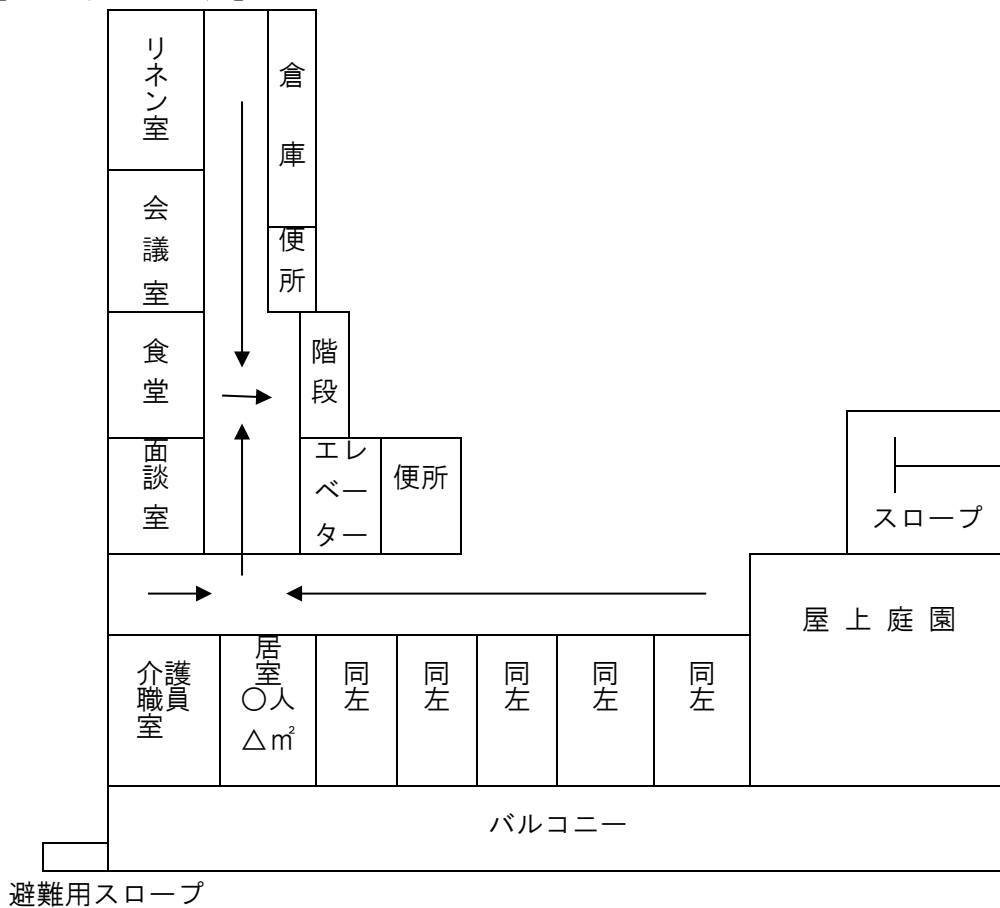 リネン室
倉庫
会議室
便所
食堂
階段
面談室
エレベーター
便所
スロープ
屋上庭園
介護職員室
居室
〇人
△㎡
同左
同左
同左
同左
同左
バルコニー
避難用スロープ